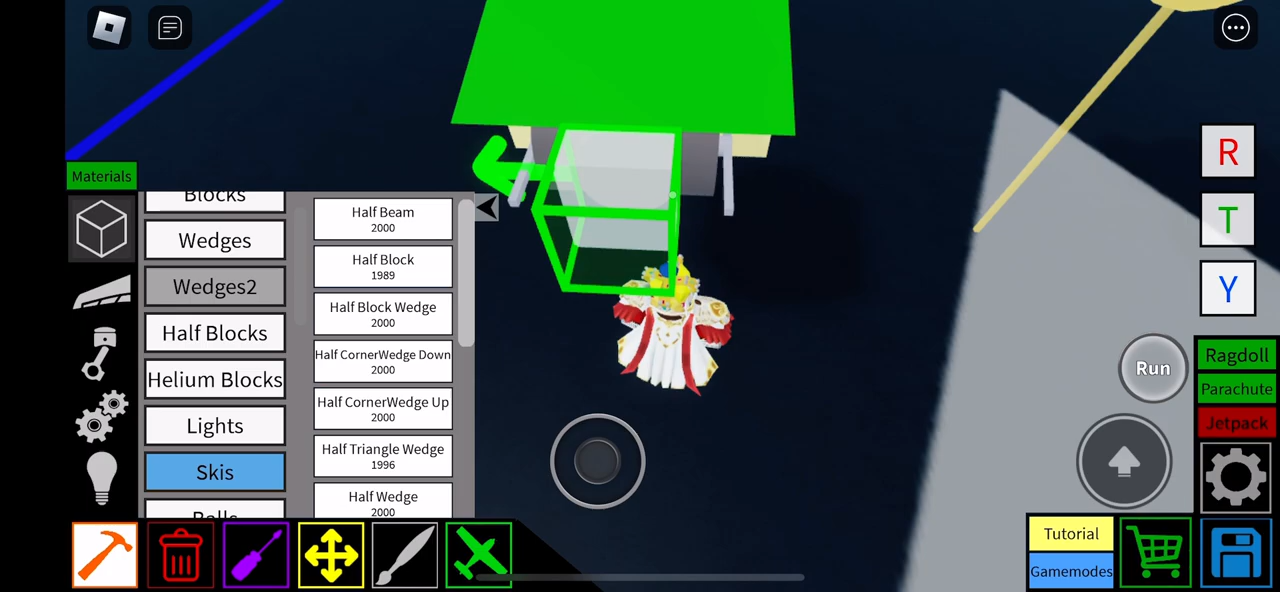 Materials
Blocks
Wedges
Wedges2
Half Blocks
Helium Blocks
Lights
Skis
Balls
Half Beam
2000
Half Block
1989
Half Block Wedge
2000
Half CornerWedge Down
2000
Half CornerWedge Up
2000
Half Triangle Wedge
1996
Half Wedge
2000
R
T
Y
Run
Ragdoll
Parachute
Jetpack
Tutorial
Gamemodes